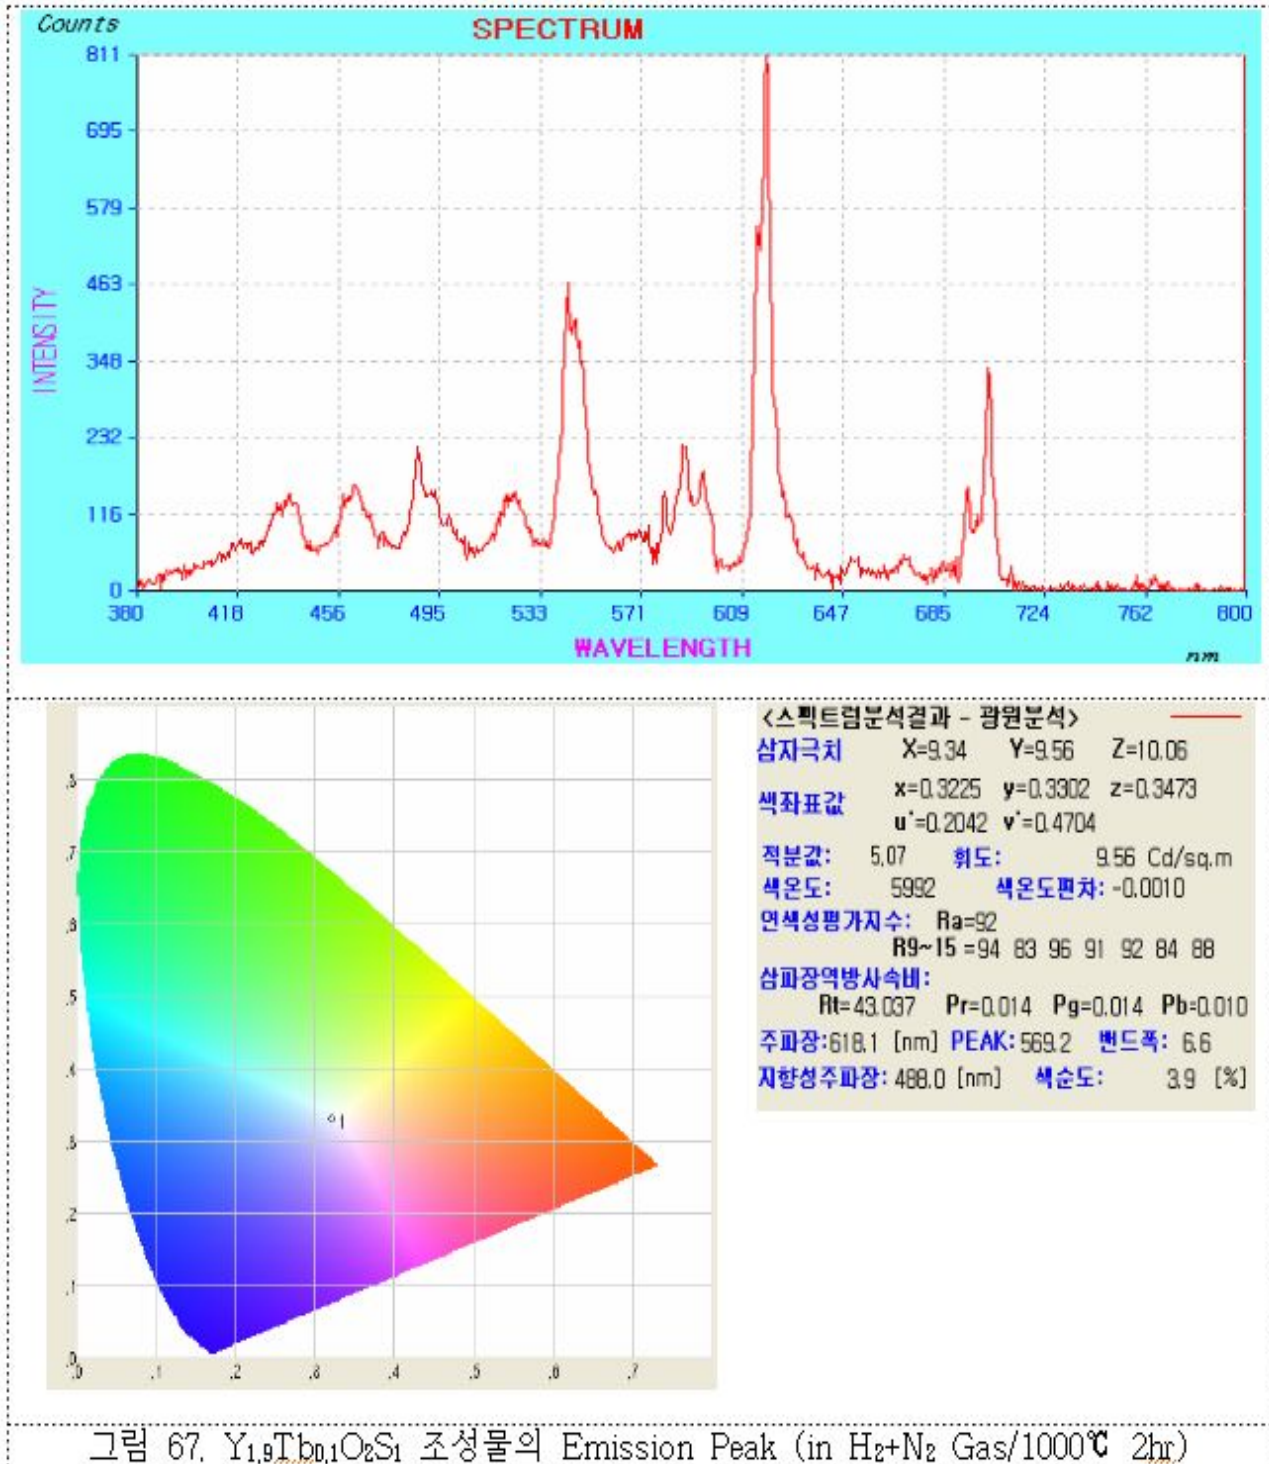 Counts
SPECTRUM
811
695
579
463
348
232
116
0
INTENSITY
380 418 456 495 533 571 609 647 685 724 762 800
WAVELENGTH
nm
<스펙트럼분석결과 - 광원분석>
삼자극치 X=9.34 Y=9.56 Z=10.06
색좌표값 x=0.3225 y=0.3302 z=0.3473
u'=0.2042 v'=0.4704
적분값: 5.07 휘도: 9.56 Cd/sq.m
색온도: 5992 색온도편차: -0.0010
연색성평가지수: Ra=92
R9~15 =94 83 96 91 92 84 88
삼파장역방사속비:
Rt=43.037 Pr=0.014 Pg=0.014 Pb=0.010
주파장:618.1 [nm] PEAK: 569.2 밴드폭: 6.6
지향성주파장: 488.0 [nm] 색순도: 3.9 [%]
.8
.7
.6
.5
.4
.3
.2
.1
.0
1
.0 .1 .2 .3 .4 .5 .6 .7
그림 67. Y₁.₉Tb₀.₁O₂S₁ 조성물의 Emission Peak (in H₂+N₂ Gas/1000℃ 2hr)